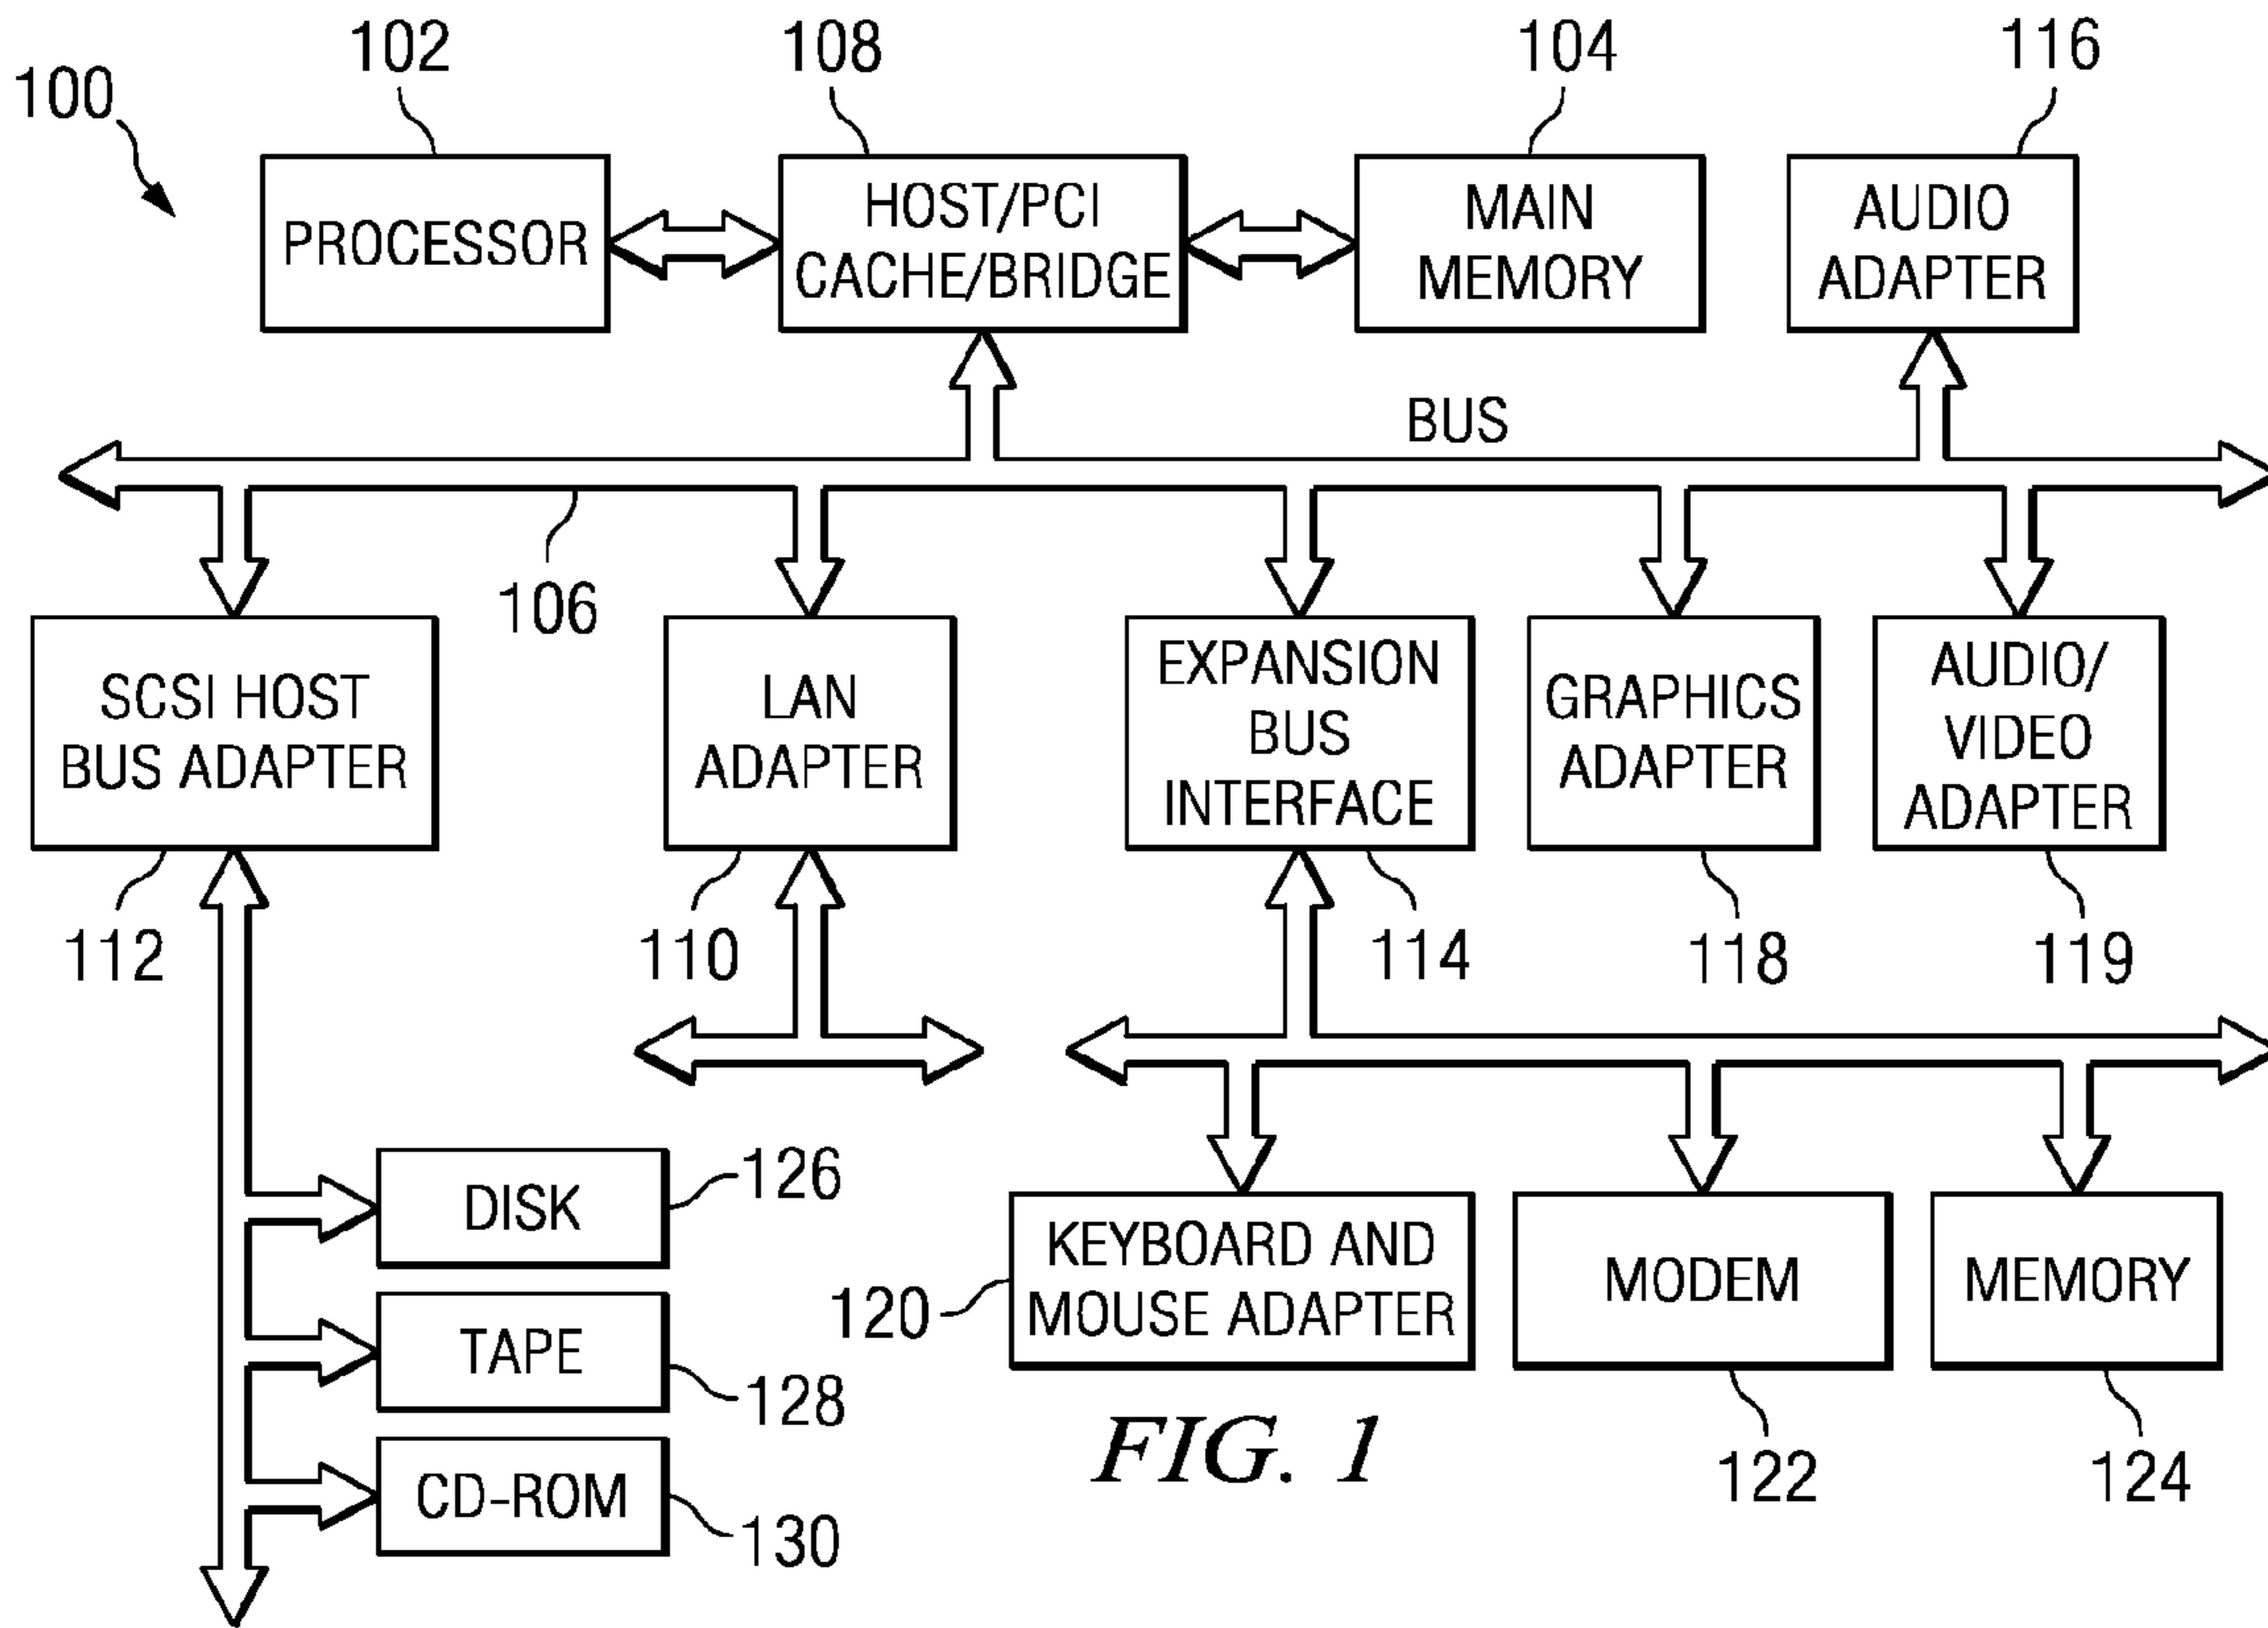 100
102
108
104
116
PROCESSOR
HOST/PCI
CACHE/BRIDGE
MAIN
MEMORY
AUDIO
ADAPTER
BUS
106
SCSI HOST
BUS ADAPTER
LAN
ADAPTER
EXPANSION
BUS
INTERFACE
GRAPHICS
ADAPTER
AUDIO/
VIDEO
ADAPTER
112
110
114
118
119
DISK
126
TAPE
128
CD-ROM
130
120
KEYBOARD AND
MOUSE ADAPTER
MODEM
MEMORY
122
124
FIG. 1